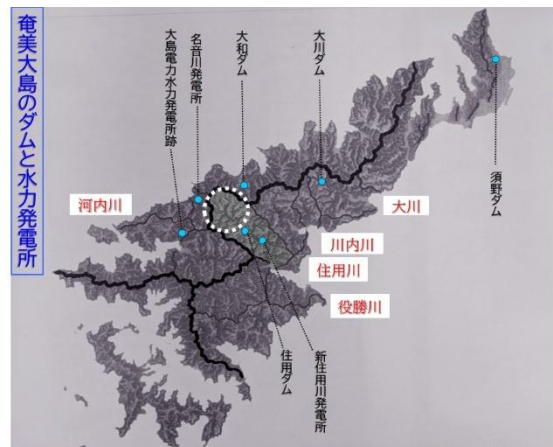 奄美大島のダムと水力発電所
大島電力水力発電所跡
名音川発電所
大和ダム
大川ダム
須野ダム
河内川
大川
川内川
住用川
役勝川
住用ダム
新住用川発電所